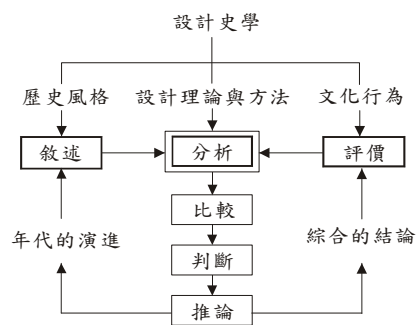 設計史學
歷史風格 設計理論與方法 文化行為
敘述 分析 評價
比較
年代的演進 綜合的結論
判斷
推論